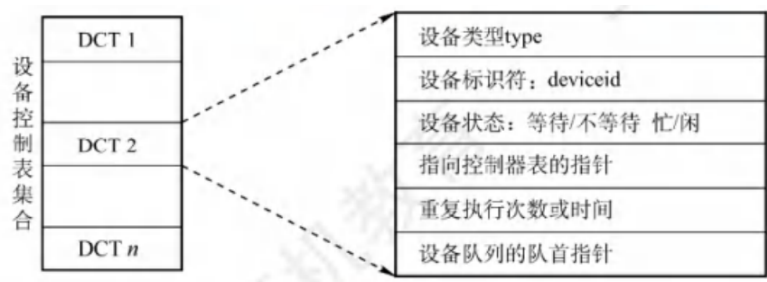 设备控制表集合
DCT 1
DCT 2
DCT n
设备类型type
设备标识符：deviceid
设备状态：等待/不等待 忙/闲
指向控制器表的指针
重复执行次数或时间
设备队列的队首指针